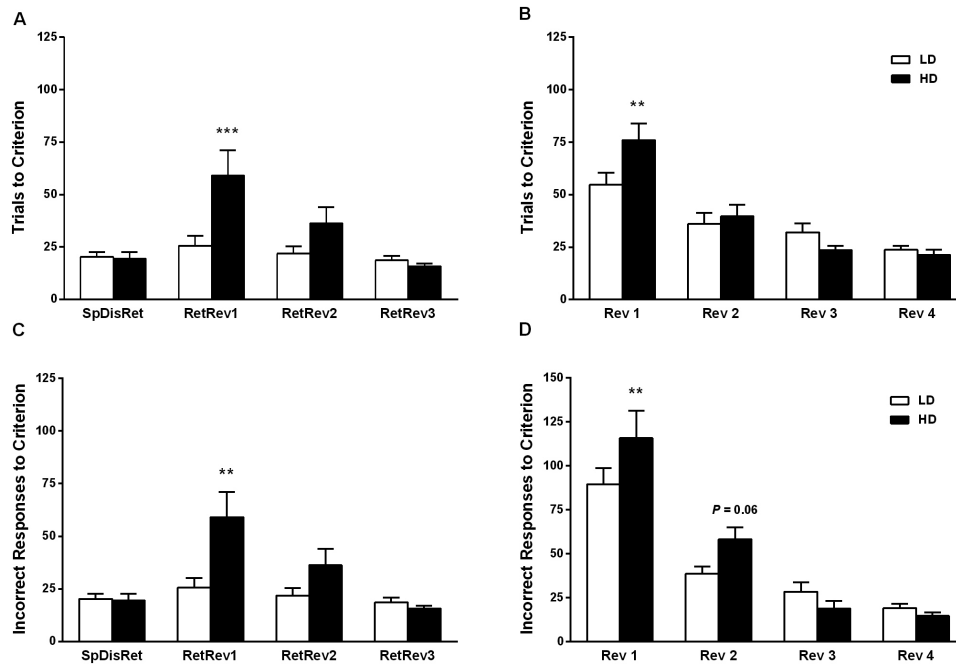 A
Trials to Criterion
125
100
75
50
25
0
***
SpDisRet RetRev1 RetRev2 RetRev3
B
Trials to Criterion
125
100
75
50
25
0
**
LD
HD
Rev 1 Rev 2 Rev 3 Rev 4
C
Incorrect Responses to Criterion
125
100
75
50
25
0
**
SpDisRet RetRev1 RetRev2 RetRev3
D
Incorrect Responses to Criterion
150
125
100
75
50
25
0
**
P = 0.06
LD
HD
Rev 1 Rev 2 Rev 3 Rev 4